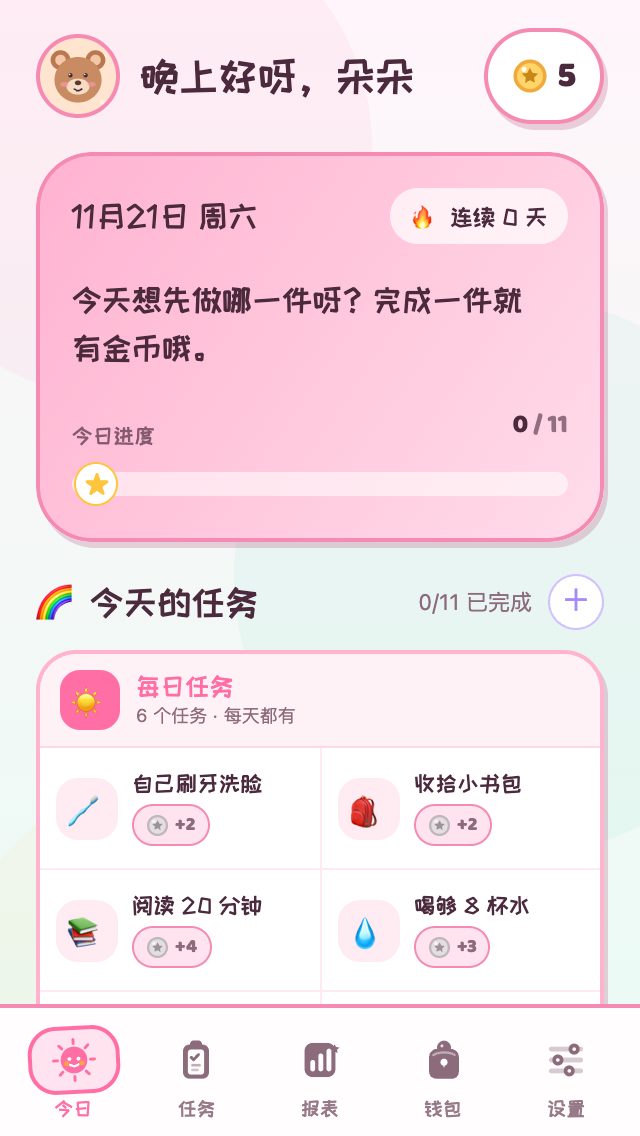 晚上好呀，朵朵
5
11月21日 周六
连续 0 天
今天想先做哪一件呀？完成一件就
有金币哦。
今日进度
0 / 11
今天的任务
0/11 已完成
每日任务
6 个任务 · 每天都有
自己刷牙洗脸
+2
收拾小书包
+2
阅读 20 分钟
+4
喝够 8 杯水
+3
今日
任务
报表
钱包
设置